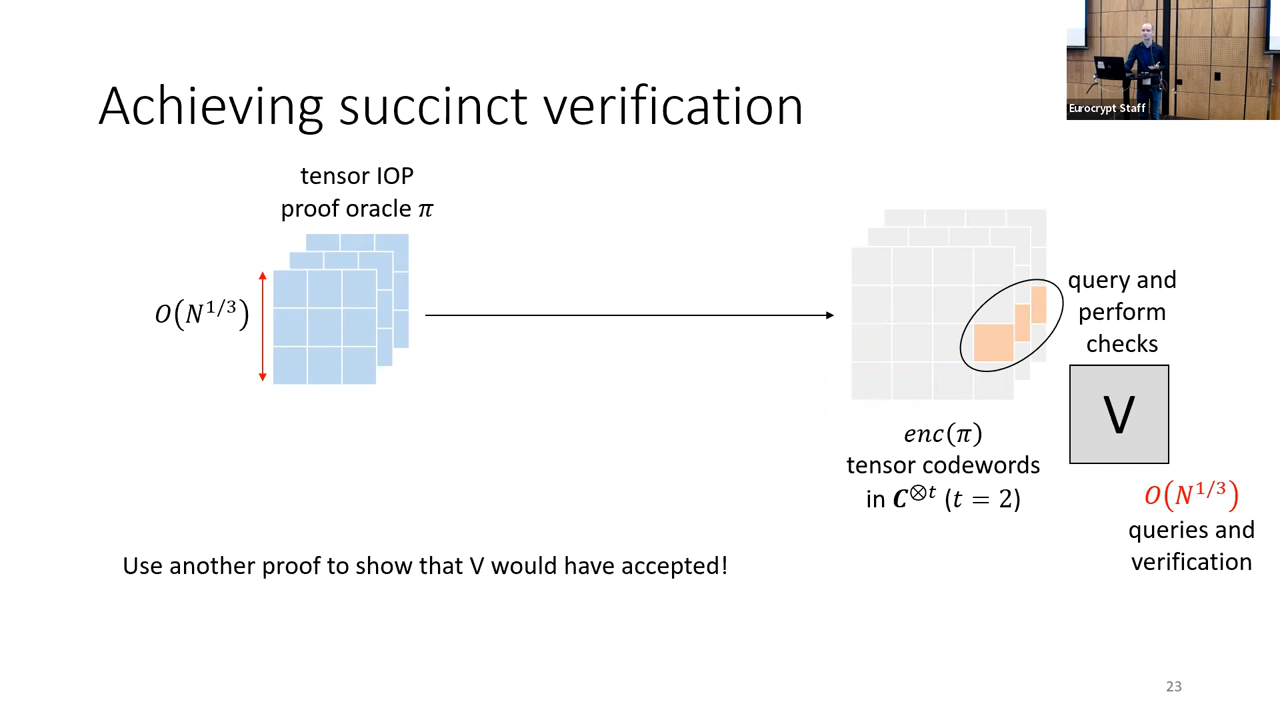 Eurocrypt Staff
Achieving succinct verification
tensor IOP
proof oracle 𝜋
𝑂(𝑁^{1/3})
query and
perform
checks
V
𝑒𝑛𝑐(𝜋)
tensor codewords
in 𝑪^{⊗𝑡} (𝑡 = 2)
𝑂(𝑁^{1/3})
queries and
verification
Use another proof to show that V would have accepted!
23